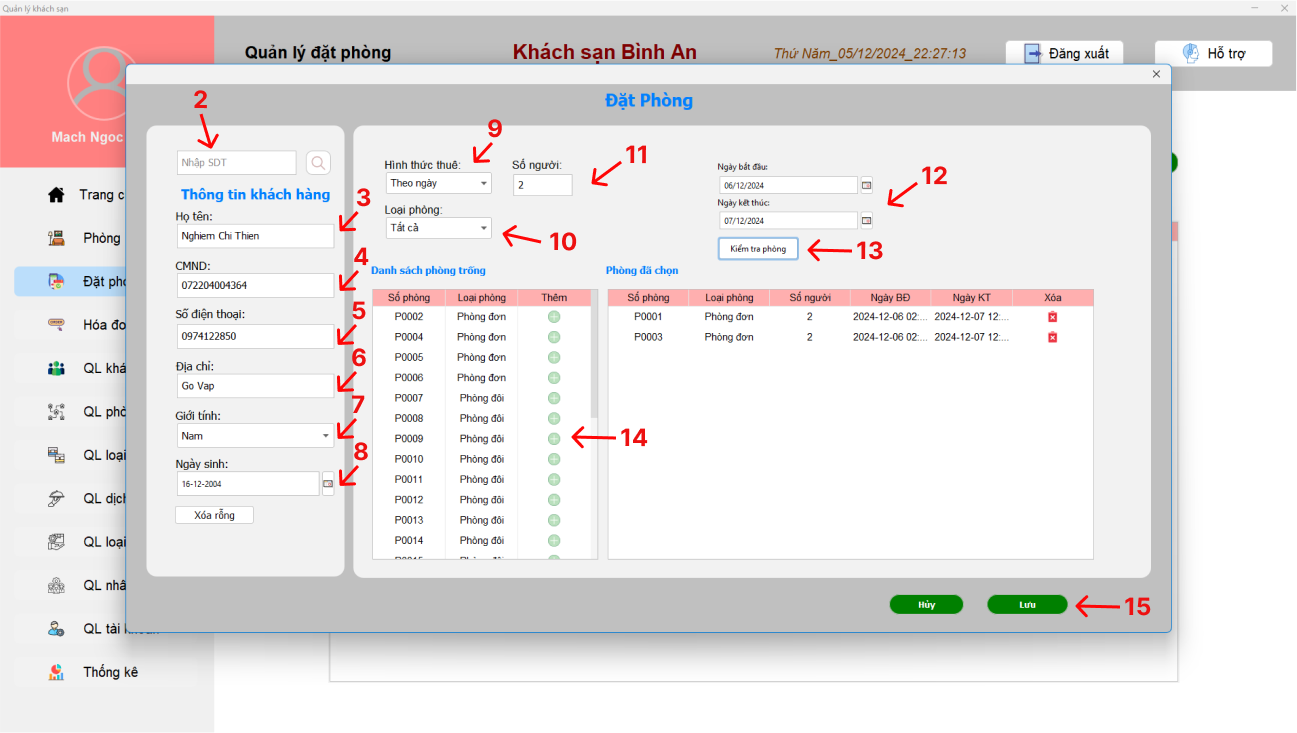 Quản lý khách sạn
Quản lý đặt phòng
Khách sạn Bình An
Thứ Năm_05/12/2024_22:27:13
Đăng xuất
Hỗ trợ
Mach Ngoc
Trang c
Phòng
Đặt phò
Hóa đo
QL khá
QL phò
QL loại
QL dịch
QL loại
QL nhâ
QL tài khoản
Thống kê
Đặt Phòng
2
Nhập SDT
Thông tin khách hàng
3
Họ tên:
Nghiem Chi Thien
4
CMND:
072204004364
5
Số điện thoại:
0974122850
6
Địa chỉ:
Go Vap
7
Giới tính:
Nam
8
Ngày sinh:
16-12-2004
Xóa rỗng
9
Hình thức thuê:
Theo ngày
Số người:
2
11
Loại phòng:
Tất cả
10
Ngày bắt đầu:
06/12/2024
Ngày kết thúc:
07/12/2024
12
Kiểm tra phòng
13
Danh sách phòng trống
Số phòng Loại phòng Thêm
P0002 Phòng đơn
P0004 Phòng đơn
P0005 Phòng đơn
P0006 Phòng đơn
P0007 Phòng đôi
P0008 Phòng đôi
P0009 Phòng đôi
P0010 Phòng đôi
P0011 Phòng đôi
P0012 Phòng đôi
P0013 Phòng đôi
P0014 Phòng đôi
P0015 Phòng đôi
14
Phòng đã chọn
Số phòng Loại phòng Số người Ngày BĐ Ngày KT Xóa
P0001 Phòng đơn 2 2024-12-06 02:... 2024-12-07 12:...
P0003 Phòng đơn 2 2024-12-06 02:... 2024-12-07 12:...
Hủy
Lưu
15